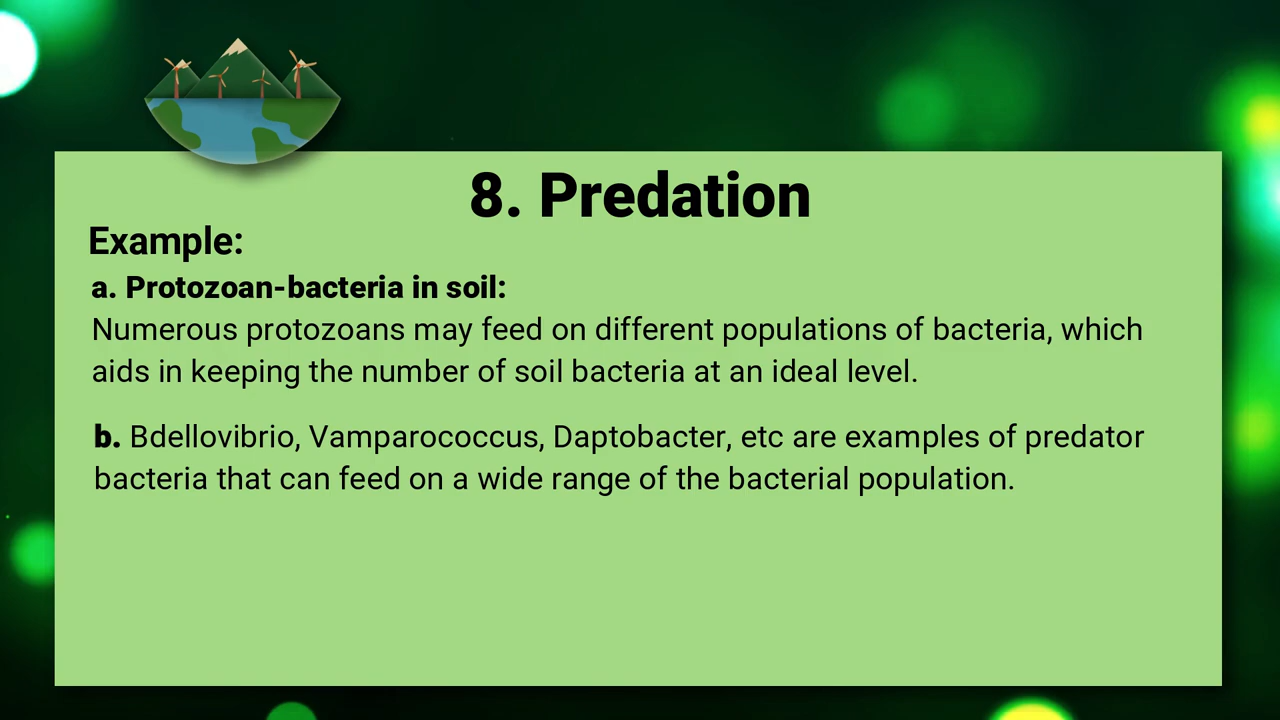 8. Predation
Example:
a. Protozoan-bacteria in soil:
Numerous protozoans may feed on different populations of bacteria, which
aids in keeping the number of soil bacteria at an ideal level.
b. Bdellovibrio, Vamparococcus, Daptobacter, etc are examples of predator
bacteria that can feed on a wide range of the bacterial population.